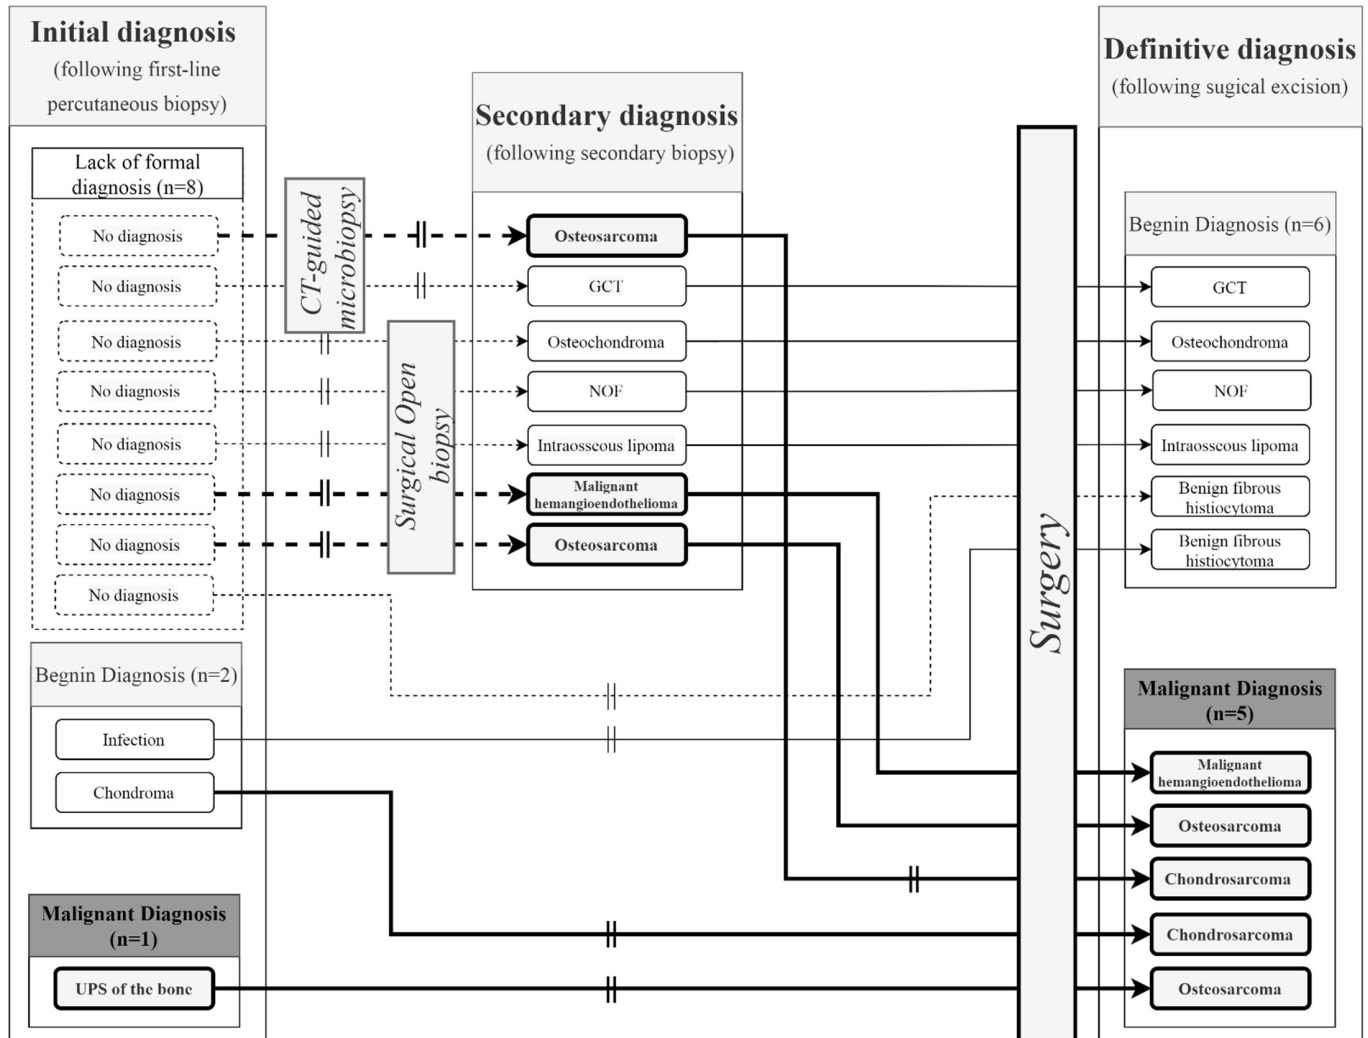 Initial diagnosis
(following first-line
percutaneous biopsy)
Lack of formal
diagnosis (n=8)
No diagnosis
No diagnosis
No diagnosis
No diagnosis
No diagnosis
No diagnosis
No diagnosis
No diagnosis
Begnin Diagnosis (n=2)
Infection
Chondroma
Malignant Diagnosis
(n=1)
UPS of the bone
CT-guided
microbiopsy
Surgical Open
biopsy
Secondary diagnosis
(following secondary biopsy)
Osteosarcoma
GCT
Osteochondroma
NOF
Intraosseous lipoma
Malignant
hemangioendothelioma
Osteosarcoma
Surgery
Definitive diagnosis
(following sugical excision)
Begnin Diagnosis (n=6)
GCT
Osteochondroma
NOF
Intraosseous lipoma
Benign fibrous
histiocytoma
Benign fibrous
histiocytoma
Malignant Diagnosis
(n=5)
Malignant
hemangioendothelioma
Osteosarcoma
Chondrosarcoma
Chondrosarcoma
Osteosarcoma